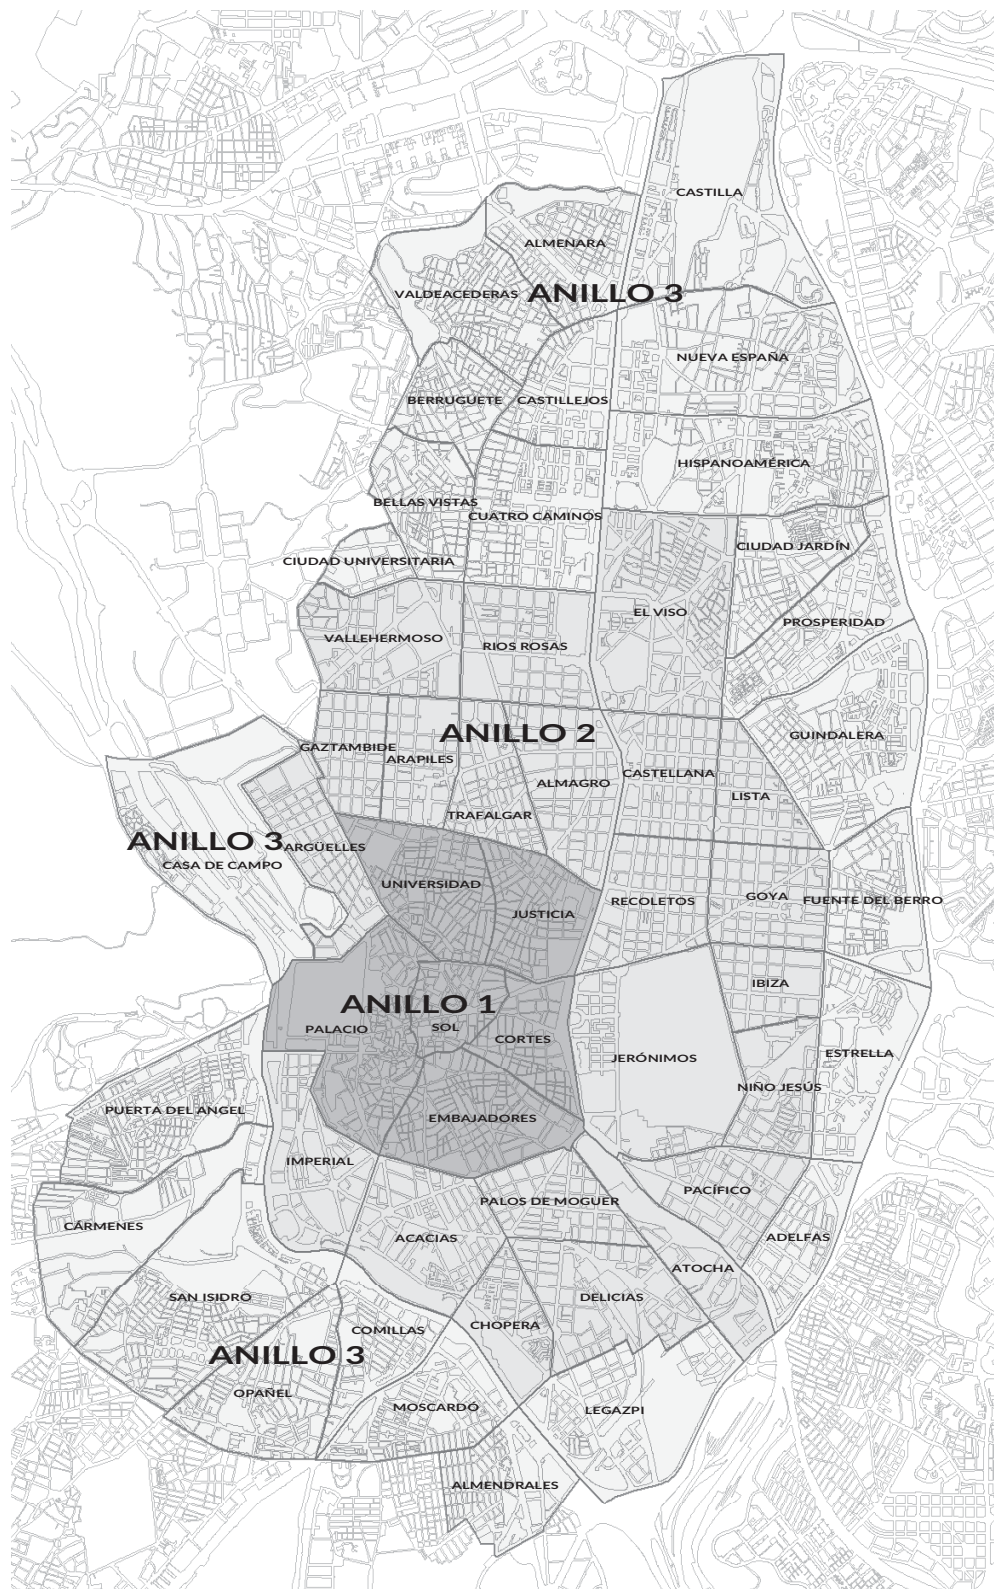 CASTILLA
ALMENARA
VALDEACEDERAS
ANILLO 3
NUEVA ESPAÑA
BERRUGUETE
CASTILLEJOS
HISPANOAMÉRICA
BELLAS VISTAS
CUATRO CAMINOS
CIUDAD JARDÍN
CIUDAD UNIVERSITARIA
EL VISO
PROSPERIDAD
VALLEHERMOSO
RIOS ROSAS
ANILLO 2
GUINDALERA
GAZTAMBIDE
ARAPILES
CASTELLANA
ALMAGRO
LISTA
TRAFALGAR
ANILLO 3
ARGÜELLES
CASA DE CAMPO
UNIVERSIDAD
GOYA
RECOLETOS
FUENTE DEL BERRO
JUSTICIA
IBIZA
ANILLO 1
PALACIO
SOL
CORTES
JERÓNIMOS
ESTRELLA
NIÑO JESÚS
PUERTA DEL ANGEL
EMBAJADORES
IMPERIAL
PACÍFICO
PALOS DE MOGUER
CÁRMENES
ACACIAS
ADELFAS
ATOCHA
SAN ISIDRO
DELICIAS
CHOPERA
COMILLAS
ANILLO 3
OPAÑEL
MOSCARDÓ
LEGAZPI
ALMENDRALES